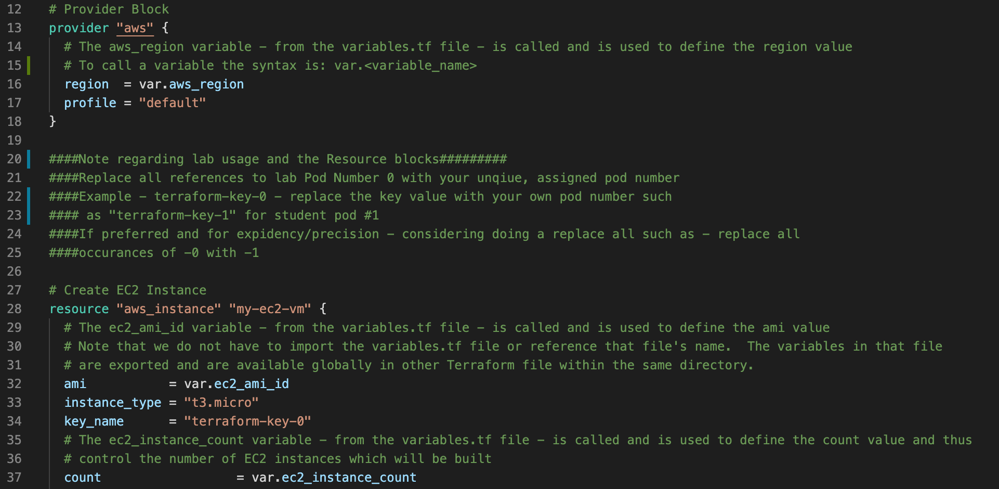 12 # Provider Block
13 provider "aws" {
14 # The aws_region variable - from the variables.tf file - is called and is used to define the region value
15 # To call a variable the syntax is: var.<variable_name>
16 region  = var.aws_region
17 profile = "default"
18 }
19
20 ####Note regarding lab usage and the Resource blocks#########
21 ####Replace all references to lab Pod Number 0 with your unqiue, assigned pod number
22 ####Example - terraform-key-0 - replace the key value with your own pod number such
23 #### as "terraform-key-1" for student pod #1
24 ####If preferred and for expidency/precision - considering doing a replace all such as - replace all
25 ####occurances of -0 with -1
26
27 # Create EC2 Instance
28 resource "aws_instance" "my-ec2-vm" {
29 # The ec2_ami_id variable - from the variables.tf file - is called and is used to define the ami value
30 # Note that we do not have to import the variables.tf file or reference that file's name.  The variables in that file
31 # are exported and are available globally in other Terraform file within the same directory.
32 ami           = var.ec2_ami_id
33 instance_type = "t3.micro"
34 key_name      = "terraform-key-0"
35 # The ec2_instance_count variable - from the variables.tf file - is called and is used to define the count value and thus
36 # control the number of EC2 instances which will be built
37 count                  = var.ec2_instance_count